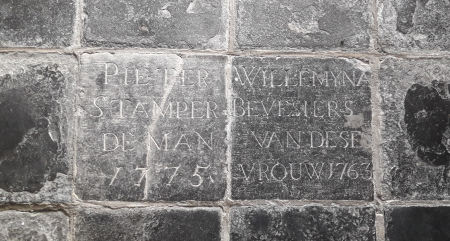 PIETER
STAMPER
DE MAN
1775.
WILLEMYNA
BEVESIERS
VAN DESE
VROUW 1763